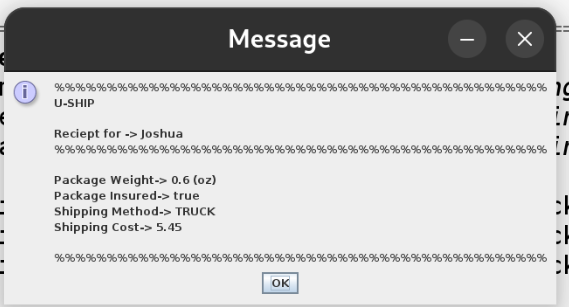 Message
%%%%%%%%%%%%%%%%%%%%%%%%%%%%%%%%%%%%%%%%%%%%%%%%%
U-SHIP
Reciept for -> Joshua
%%%%%%%%%%%%%%%%%%%%%%%%%%%%%%%%%%%%%%%%%%%%%%%%%
Package Weight-> 0.6 (oz)
Package Insured-> true
Shipping Method-> TRUCK
Shipping Cost-> 5.45
%%%%%%%%%%%%%%%%%%%%%%%%%%%%%%%%%%%%%%%%%%%%%%%%%
OK